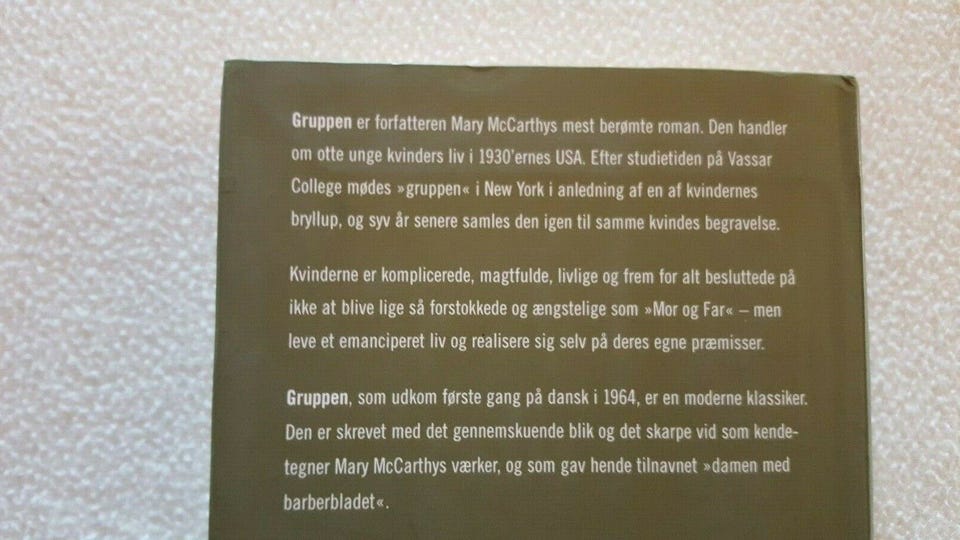 Gruppen er forfatteren Mary McCarthys mest berømte roman. Den handler
om otte unge kvinders liv i 1930'ernes USA. Efter studietiden på Vassar
College mødes »gruppen« i New York i anledning af en af kvindernes
bryllup, og syv år senere samles den igen til samme kvindes begravelse.
Kvinderne er komplicerede, magtfulde, livlige og frem for alt besluttede på
ikke at blive lige så forstokkede og ængstelige som »Mor og Far« – men
leve et emanciperet liv og realisere sig selv på deres egne præmisser.
Gruppen, som udkom første gang på dansk i 1964, er en moderne klassiker.
Den er skrevet med det gennemskuende blik og det skarpe vid som kende-
tegner Mary McCarthys værker, og som gav hende tilnavnet »damen med
barberbladet«.